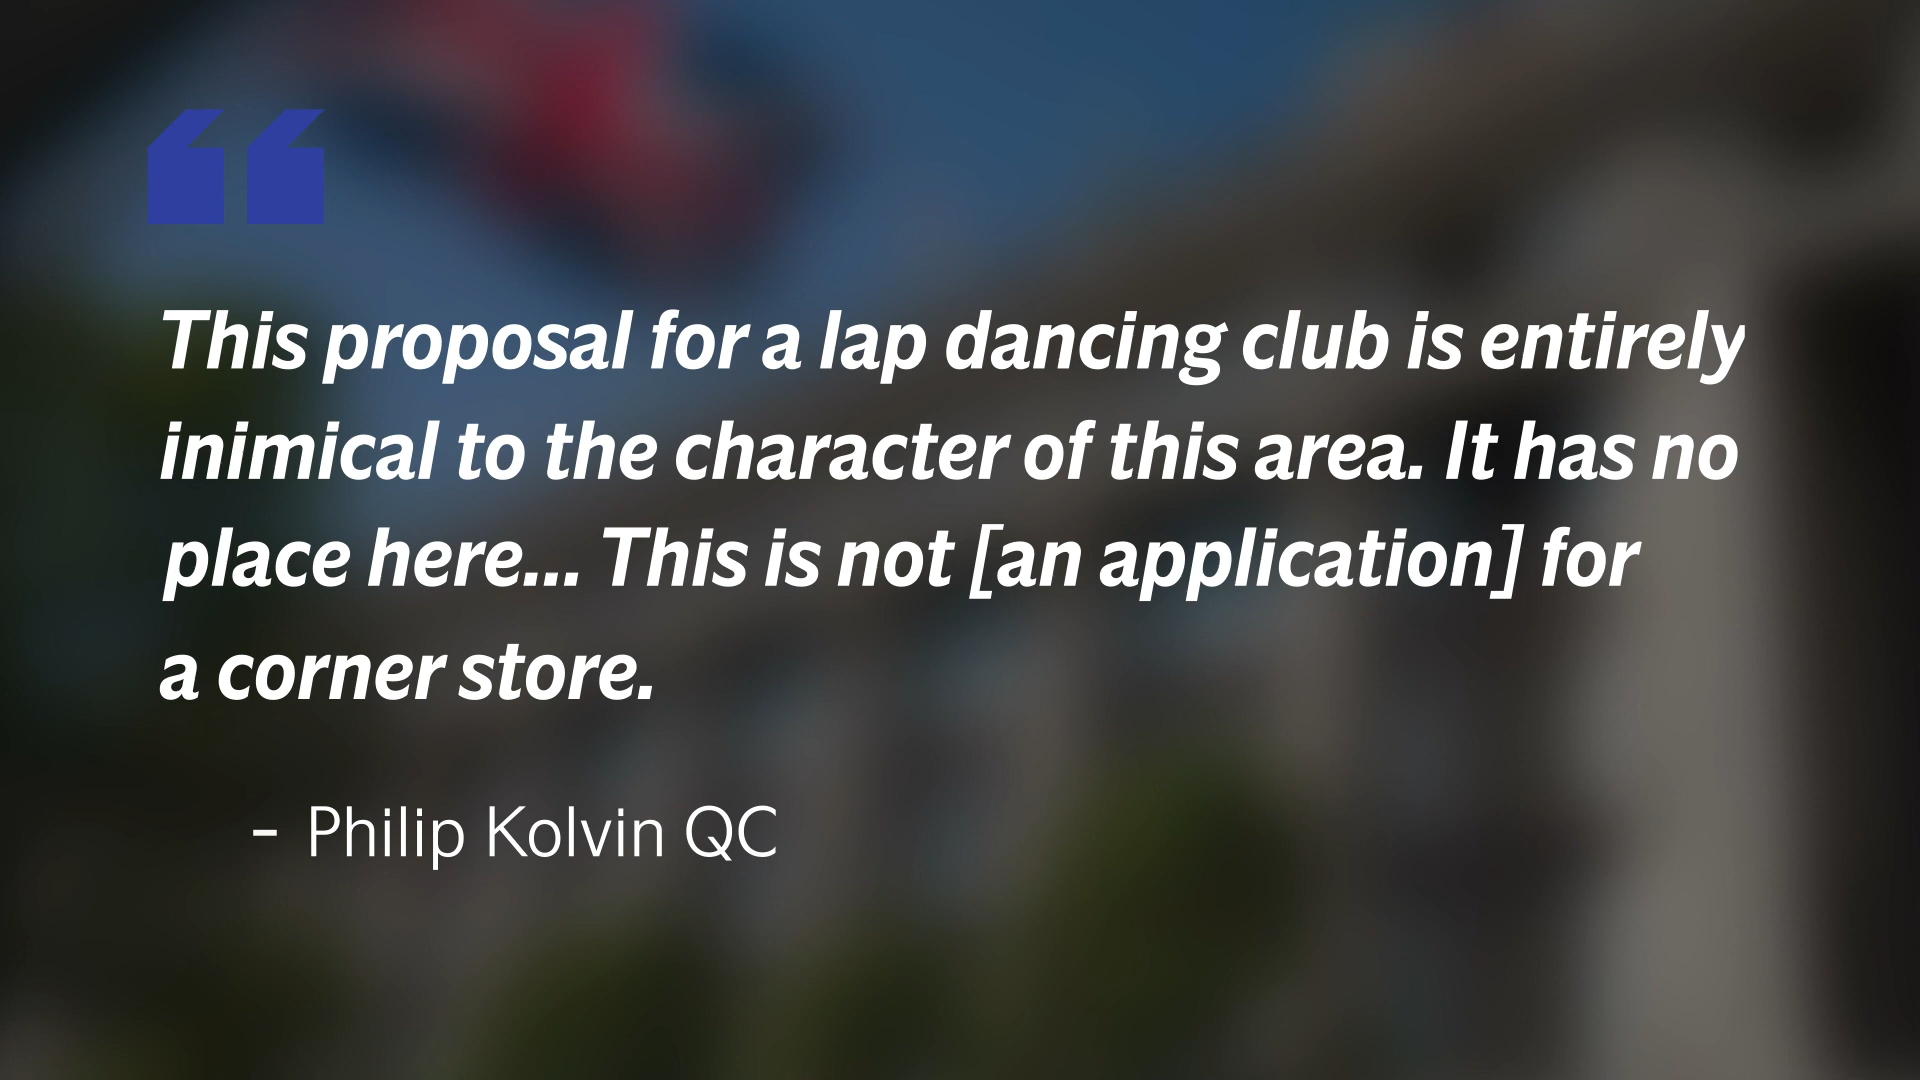 “
This proposal for a lap dancing club is entirely
inimical to the character of this area. It has no
place here... This is not [an application] for
a corner store.
- Philip Kolvin QC